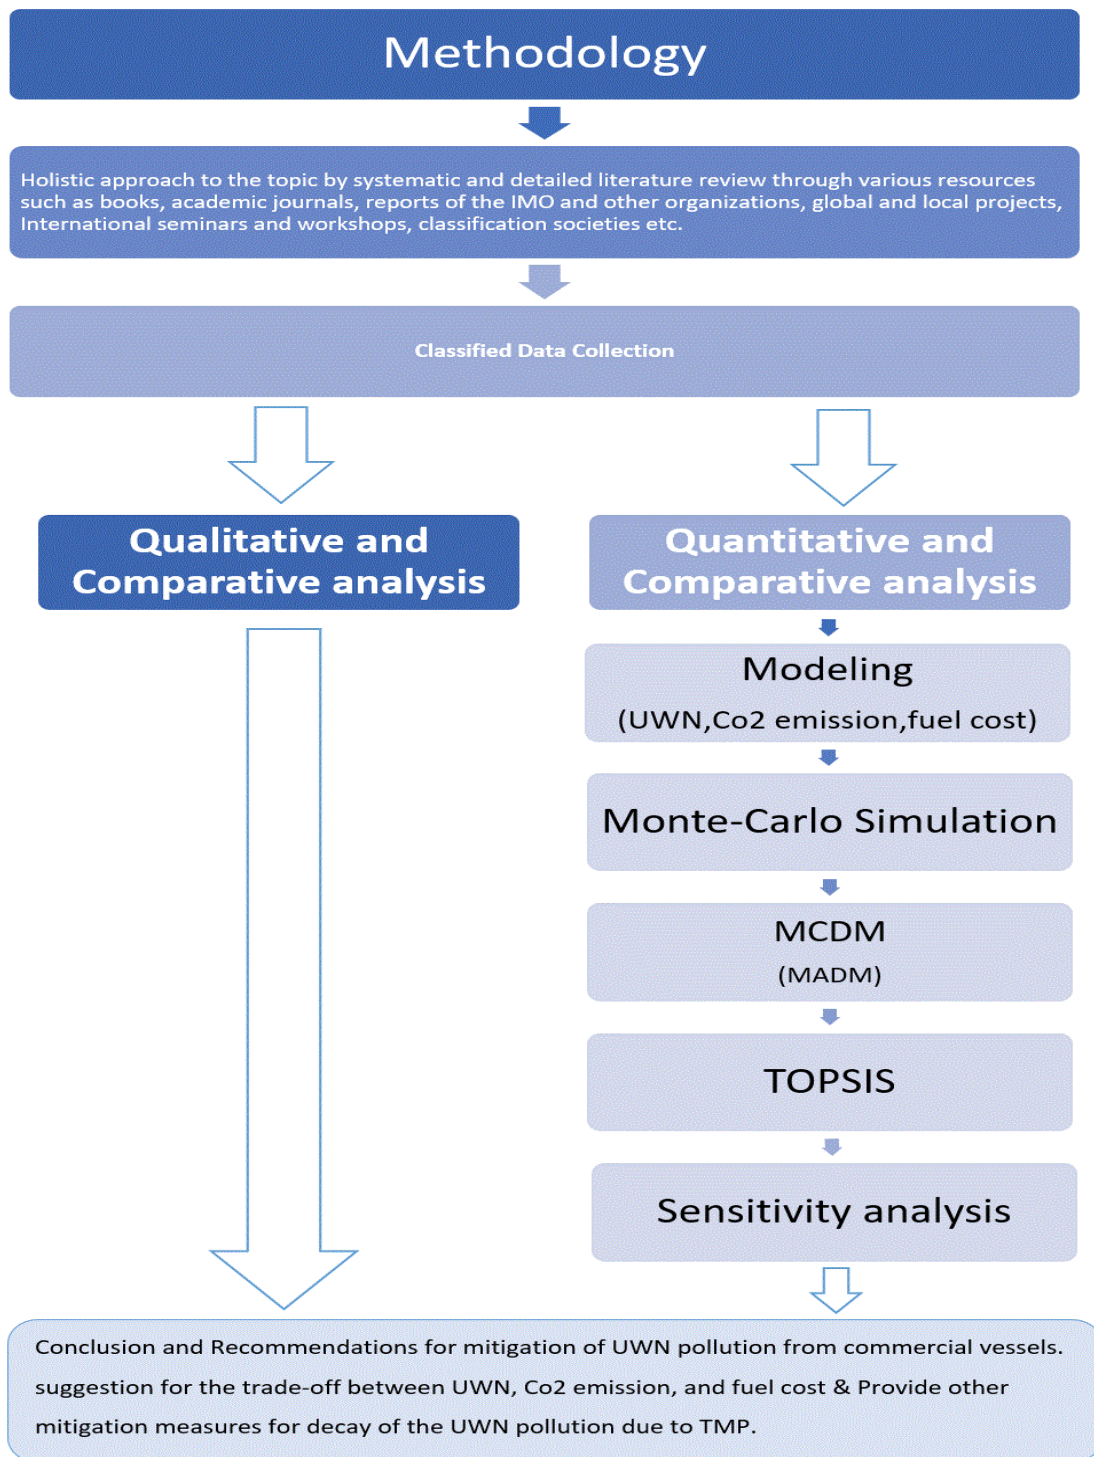 Methodology
Holistic approach to the topic by systematic and detailed literature review through various resources
such as books, academic journals, reports of the IMO and other organizations, global and local projects,
International seminars and workshops, classification societies etc.
Classified Data Collection
Qualitative and
Comparative analysis
Quantitative and
Comparative analysis
Modeling
(UWN,Co2 emission,fuel cost)
Monte-Carlo Simulation
MCDM
(MADM)
TOPSIS
Sensitivity analysis
Conclusion and Recommendations for mitigation of UWN pollution from commercial vessels.
suggestion for the trade-off between UWN, Co2 emission, and fuel cost & Provide other
mitigation measures for decay of the UWN pollution due to TMP.